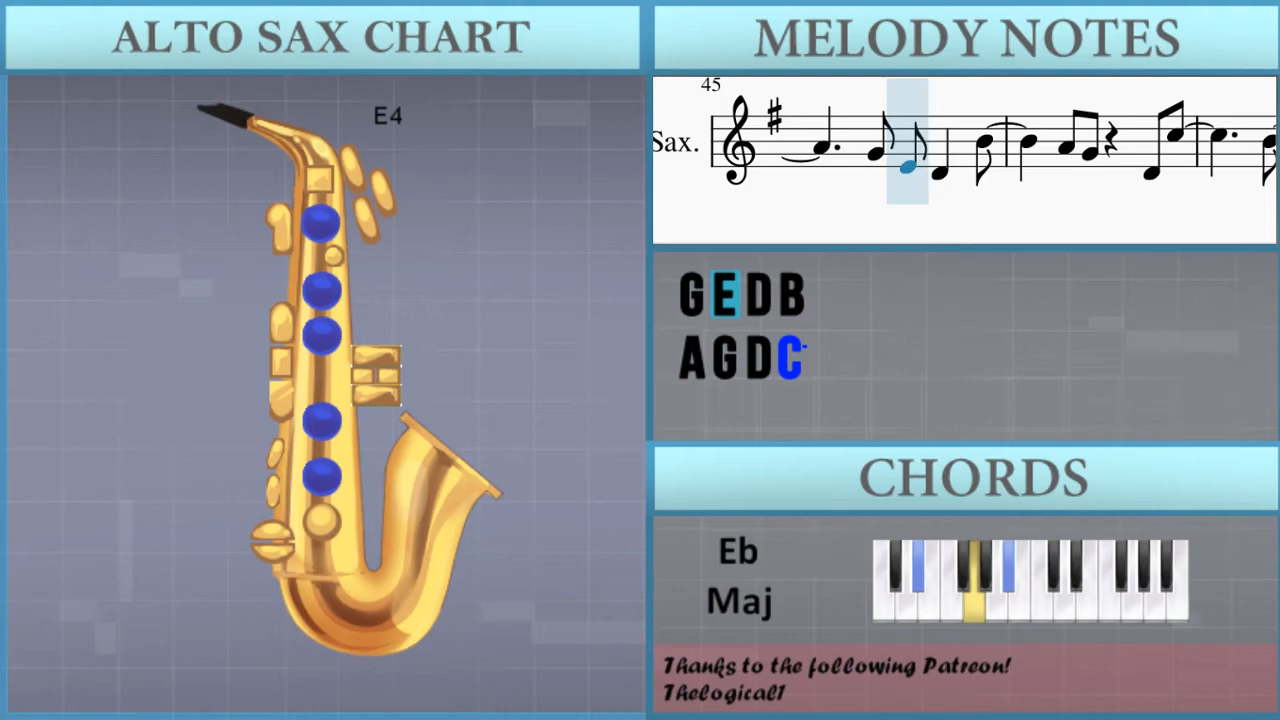 ALTO SAX CHART
E4
MELODY NOTES
45
Sax.
GEDB
AGDC-
CHORDS
Eb
Maj
Thanks to the following Patreon!
Thelogical1